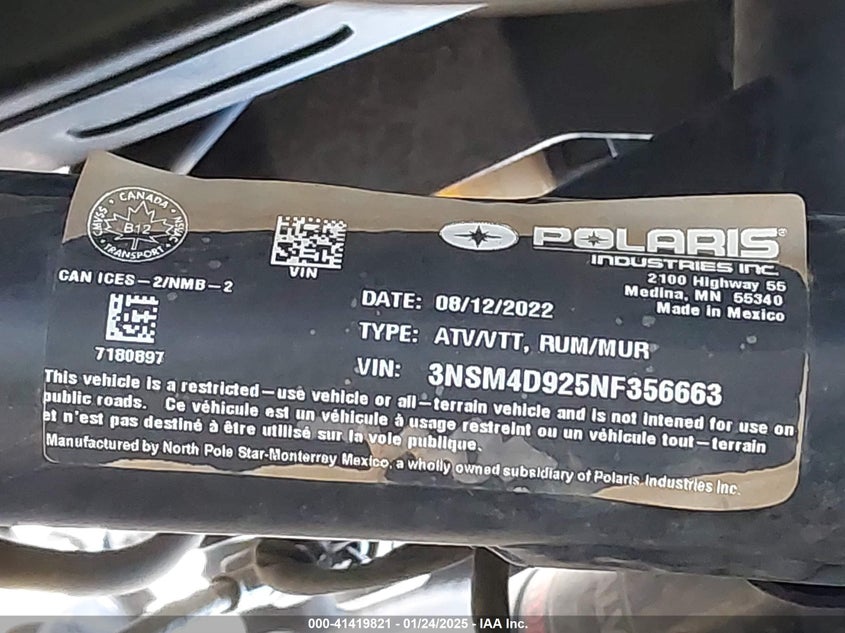 CANADA
B12
TRANSPORT
VIN
POLARIS®
INDUSTRIES INC.
2100 Highway 55
Medina, MN 55340
Made in Mexico
CAN ICES-2/NMB-2
7180897
DATE: 08/12/2022
TYPE: ATV/VTT, RUM/MUR
VIN: 3NSM4D925NF356663
This vehicle is a restricted-use vehicle or all-terrain vehicle and is not intened for use on
public roads. Ce véhicule est un véhicule à usage restreint ou un véhicule tout-terrain
et n'est pas destiné à être utilisé sur la voie publique.
Manufactured by North Pole Star-Monterrey Mexico, a wholly owned subsidiary of Polaris Industries Inc.
000-41419821 - 01/24/2025 - IAA Inc.